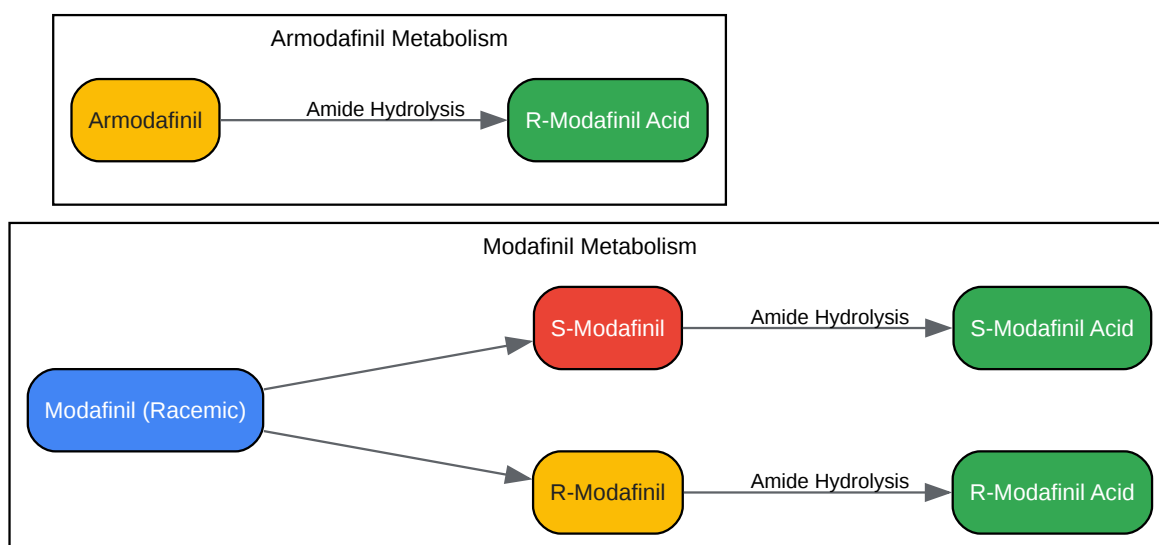 Armodafinil Metabolism
Armodafinil
Amide Hydrolysis
R-Modafinil Acid
Modafinil Metabolism
S-Modafinil
Amide Hydrolysis
S-Modafinil Acid
Modafinil (Racemic)
R-Modafinil
Amide Hydrolysis
R-Modafinil Acid